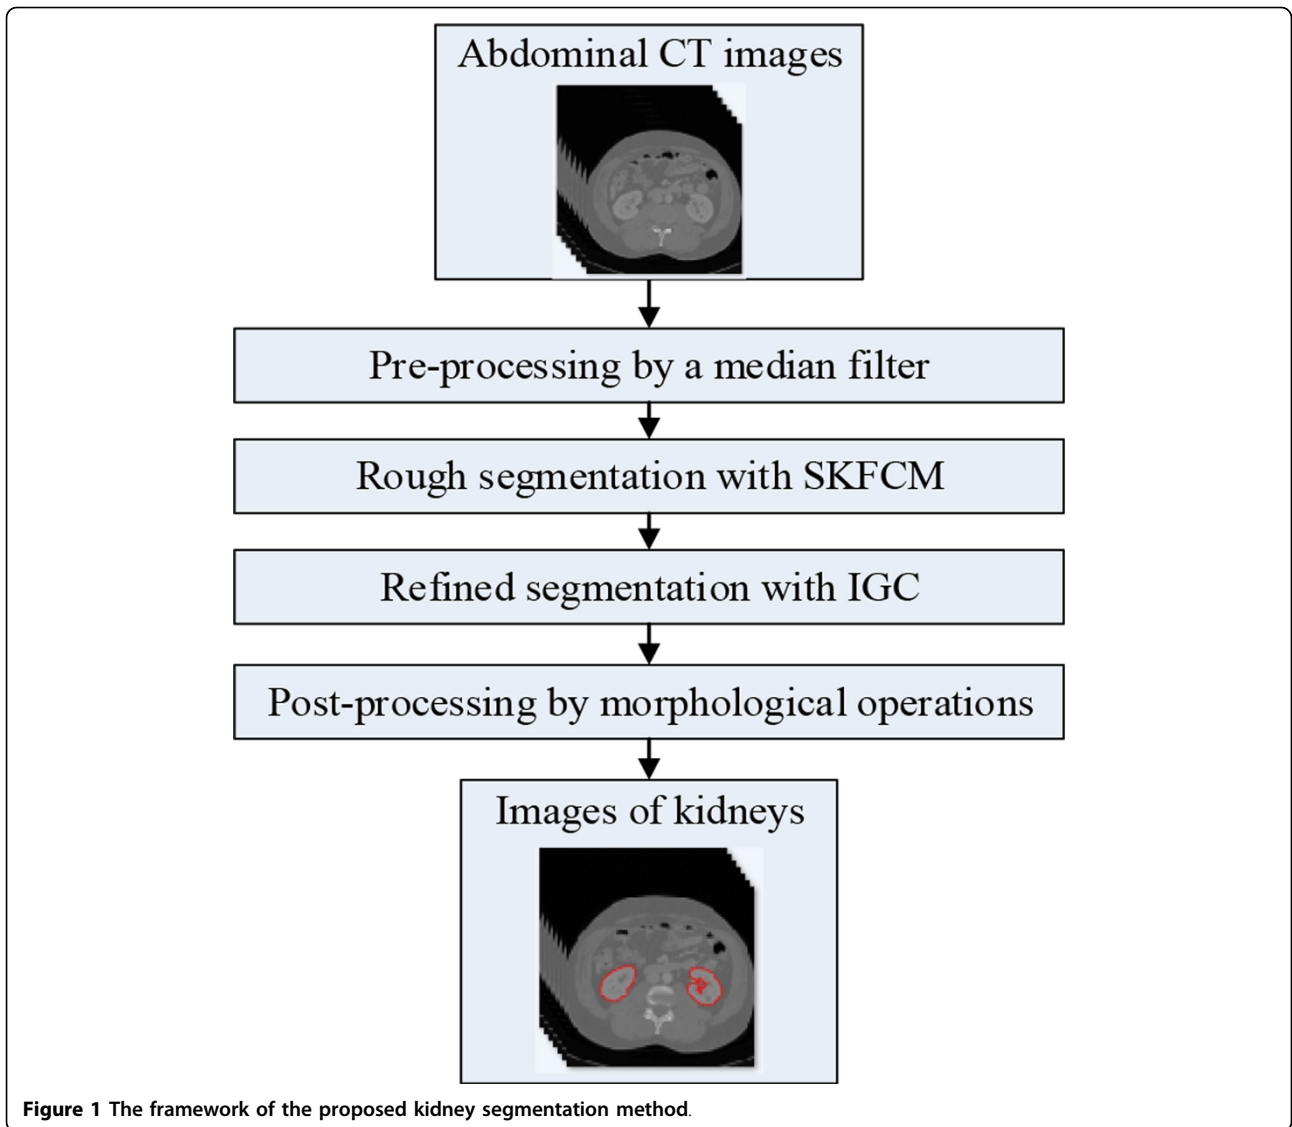 Abdominal CT images
Pre-processing by a median filter
Rough segmentation with SKFCM
Refined segmentation with IGC
Post-processing by morphological operations
Images of kidneys
Figure 1 The framework of the proposed kidney segmentation method.